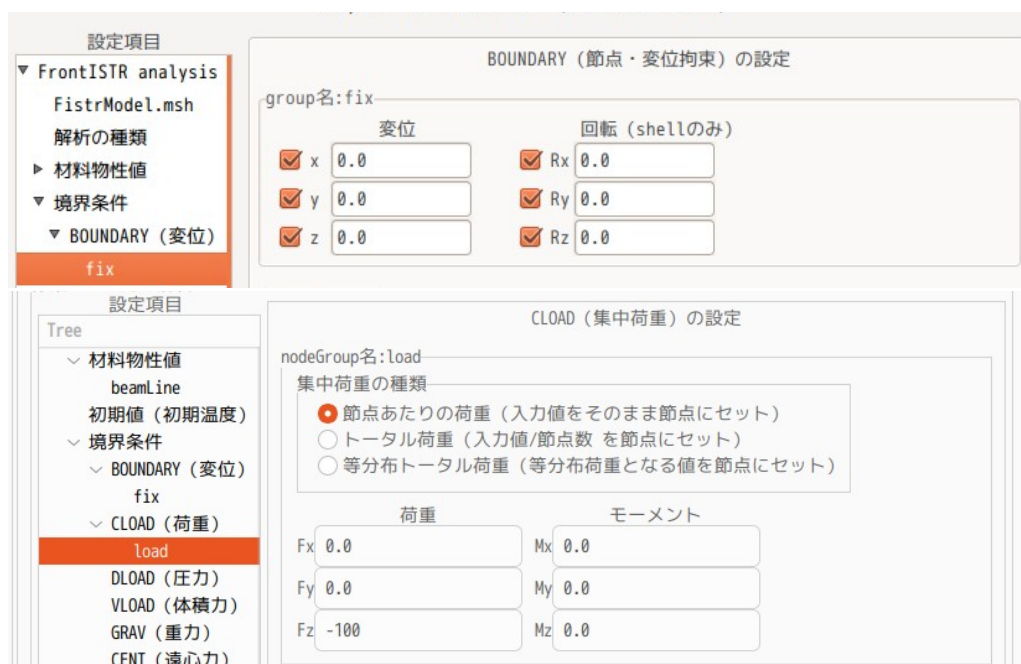 設定項目
▼ FrontISTR analysis
FistrModel.msh
解析の種類
▶ 材料物性値
▼ 境界条件
▼ BOUNDARY (変位)
fix
BOUNDARY (節点・変位拘束) の設定
group名:fix
変位 回転 (shellのみ)
x 0.0 Rx 0.0
y 0.0 Ry 0.0
z 0.0 Rz 0.0
設定項目
Tree
材料物性値
beamLine
初期値 (初期温度)
境界条件
BOUNDARY (変位)
fix
CLOAD (荷重)
load
DLOAD (圧力)
VLOAD (体積力)
GRAV (重力)
CENT (遠心力)
CLOAD (集中荷重) の設定
nodeGroup名:load
集中荷重の種類
節点あたりの荷重 (入力値をそのまま節点にセット)
トータル荷重 (入力値/節点数 を節点にセット)
等分布トータル荷重 (等分布荷重となる値を節点にセット)
荷重 モーメント
Fx 0.0 Mx 0.0
Fy 0.0 My 0.0
Fz -100 Mz 0.0